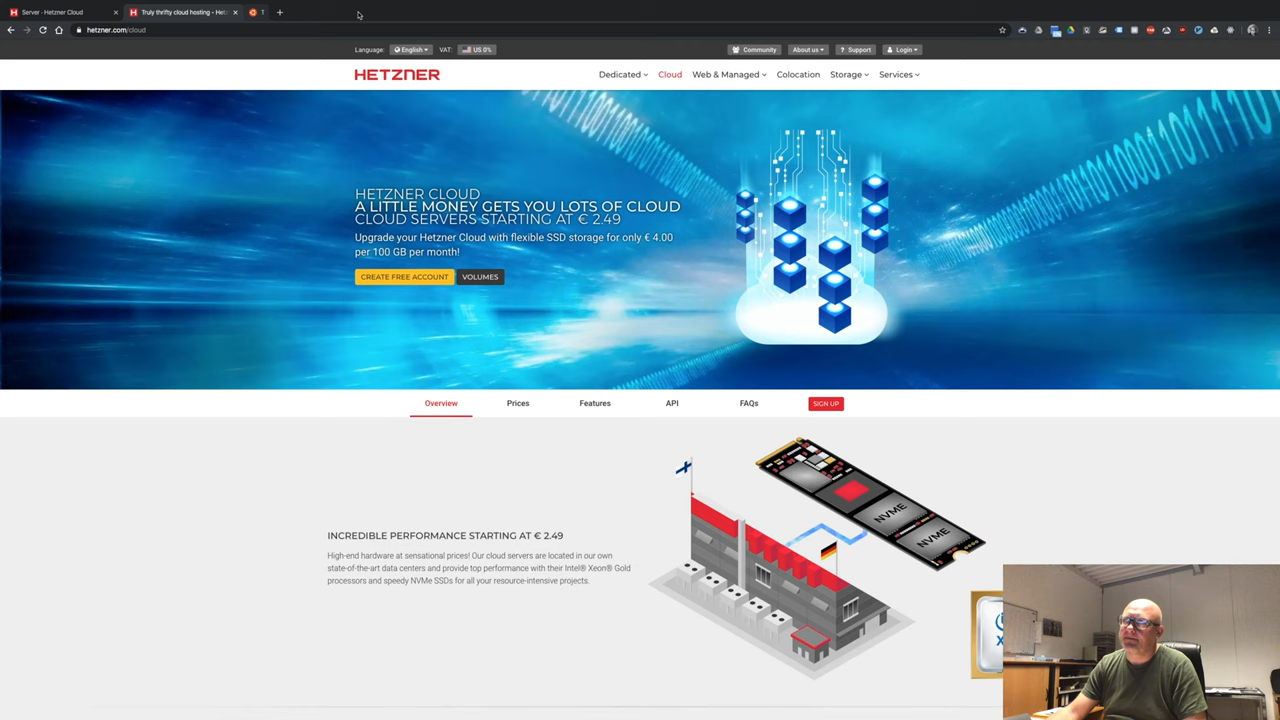 Server · Hetzner Cloud
Truly thrifty cloud hosting - Het
hetzner.com/cloud
Language: English VAT: US 0%
Community About us ? Support Login
HETZNER
Dedicated Cloud Web & Managed Colocation Storage Services
HETZNER CLOUD
A LITTLE MONEY GETS YOU LOTS OF CLOUD
CLOUD SERVERS STARTING AT € 2.49
Upgrade your Hetzner Cloud with flexible SSD storage for only € 4.00
per 100 GB per month!
CREATE FREE ACCOUNT VOLUMES
Overview Prices Features API FAQs SIGN UP
INCREDIBLE PERFORMANCE STARTING AT € 2.49
High-end hardware at sensational prices! Our cloud servers are located in our own
state-of-the-art data centers and provide top performance with their Intel® Xeon® Gold
processors and speedy NVMe SSDs for all your resource-intensive projects.
NVME
NVME